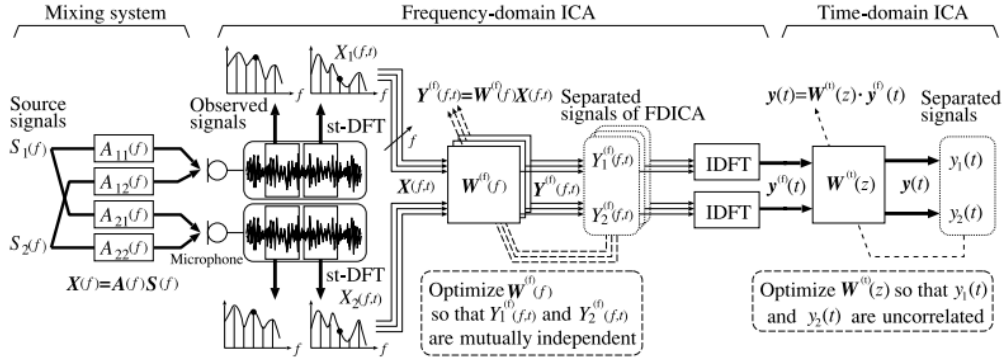 Mixing system
Frequency-domain ICA
Time-domain ICA
Source signals
S₁(f)
S₂(f)
A₁₁(f)
A₁₂(f)
A₂₁(f)
A₂₂(f)
X(f)=A(f)S(f)
Microphone
Observed signals
X₁(f,t)
f
f
st-DFT
f
X(f,t)
st-DFT
X₂(f,t)
f
f
Y⁽ᶠ⁾(f,t)=W⁽ᶠ⁾(f)X(f,t)
W⁽ᶠ⁾(f)
Y⁽ᶠ⁾(f,t)
Separated
signals of FDICA
Y₁⁽ᶠ⁾(f,t)
Y₂⁽ᶠ⁾(f,t)
Optimize W⁽ᶠ⁾(f)
so that Y₁⁽ᶠ⁾(f,t) and Y₂⁽ᶠ⁾(f,t)
are mutually independent
IDFT
IDFT
y⁽ᶠ⁾(t)
y(t)=W⁽ᵗ⁾(z)·y⁽ᶠ⁾(t)
W⁽ᵗ⁾(z)
y(t)
Separated
signals
y₁(t)
y₂(t)
Optimize W⁽ᵗ⁾(z) so that y₁(t)
and y₂(t) are uncorrelated